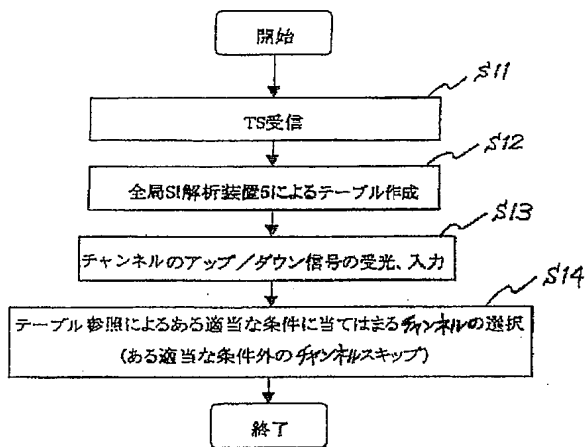 開始
S11
TS受信
S12
全局SI解析装置5によるテーブル作成
S13
チャンネルのアップ／ダウン信号の受光、入力
S14
テーブル参照によるある適当な条件に当てはまるチャンネルの選択
(ある適当な条件外のチャンネルスキップ)
終了